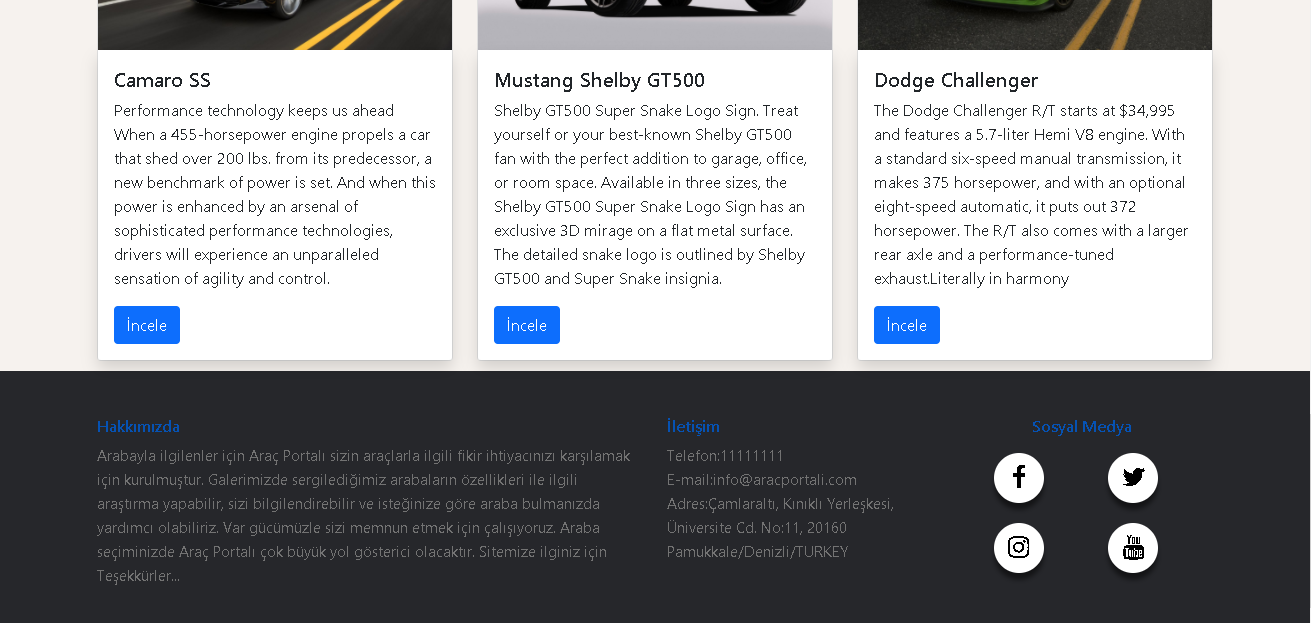 Camaro SS
Performance technology keeps us ahead
When a 455-horsepower engine propels a car
that shed over 200 lbs. from its predecessor, a
new benchmark of power is set. And when this
power is enhanced by an arsenal of
sophisticated performance technologies,
drivers will experience an unparalleled
sensation of agility and control.
İncele
Mustang Shelby GT500
Shelby GT500 Super Snake Logo Sign. Treat
yourself or your best-known Shelby GT500
fan with the perfect addition to garage, office,
or room space. Available in three sizes, the
Shelby GT500 Super Snake Logo Sign has an
exclusive 3D mirage on a flat metal surface.
The detailed snake logo is outlined by Shelby
GT500 and Super Snake insignia.
İncele
Dodge Challenger
The Dodge Challenger R/T starts at $34,995
and features a 5.7-liter Hemi V8 engine. With
a standard six-speed manual transmission, it
makes 375 horsepower, and with an optional
eight-speed automatic, it puts out 372
horsepower. The R/T also comes with a larger
rear axle and a performance-tuned
exhaust.Literally in harmony
İncele
Hakkımızda
Arabayla ilgilenler için Araç Portalı sizin araçlarla ilgili fikir ihtiyacınızı karşılamak
için kurulmuştur. Galerimizde sergilediğimiz arabaların özellikleri ile ilgili
araştırma yapabilir, sizi bilgilendirebilir ve isteğinize göre araba bulmanızda
yardımcı olabiliriz. Var gücümüzle sizi memnun etmek için çalışıyoruz. Araba
seçiminizde Araç Portalı çok büyük yol gösterici olacaktır. Sitemize ilginiz için
Teşekkürler...
İletişim
Telefon:11111111
E-mail:info@aracportali.com
Adres:Çamlaraltı, Kınıklı Yerleşkesi,
Üniversite Cd. No:11, 20160
Pamukkale/Denizli/TURKEY
Sosyal Medya
You
Tube